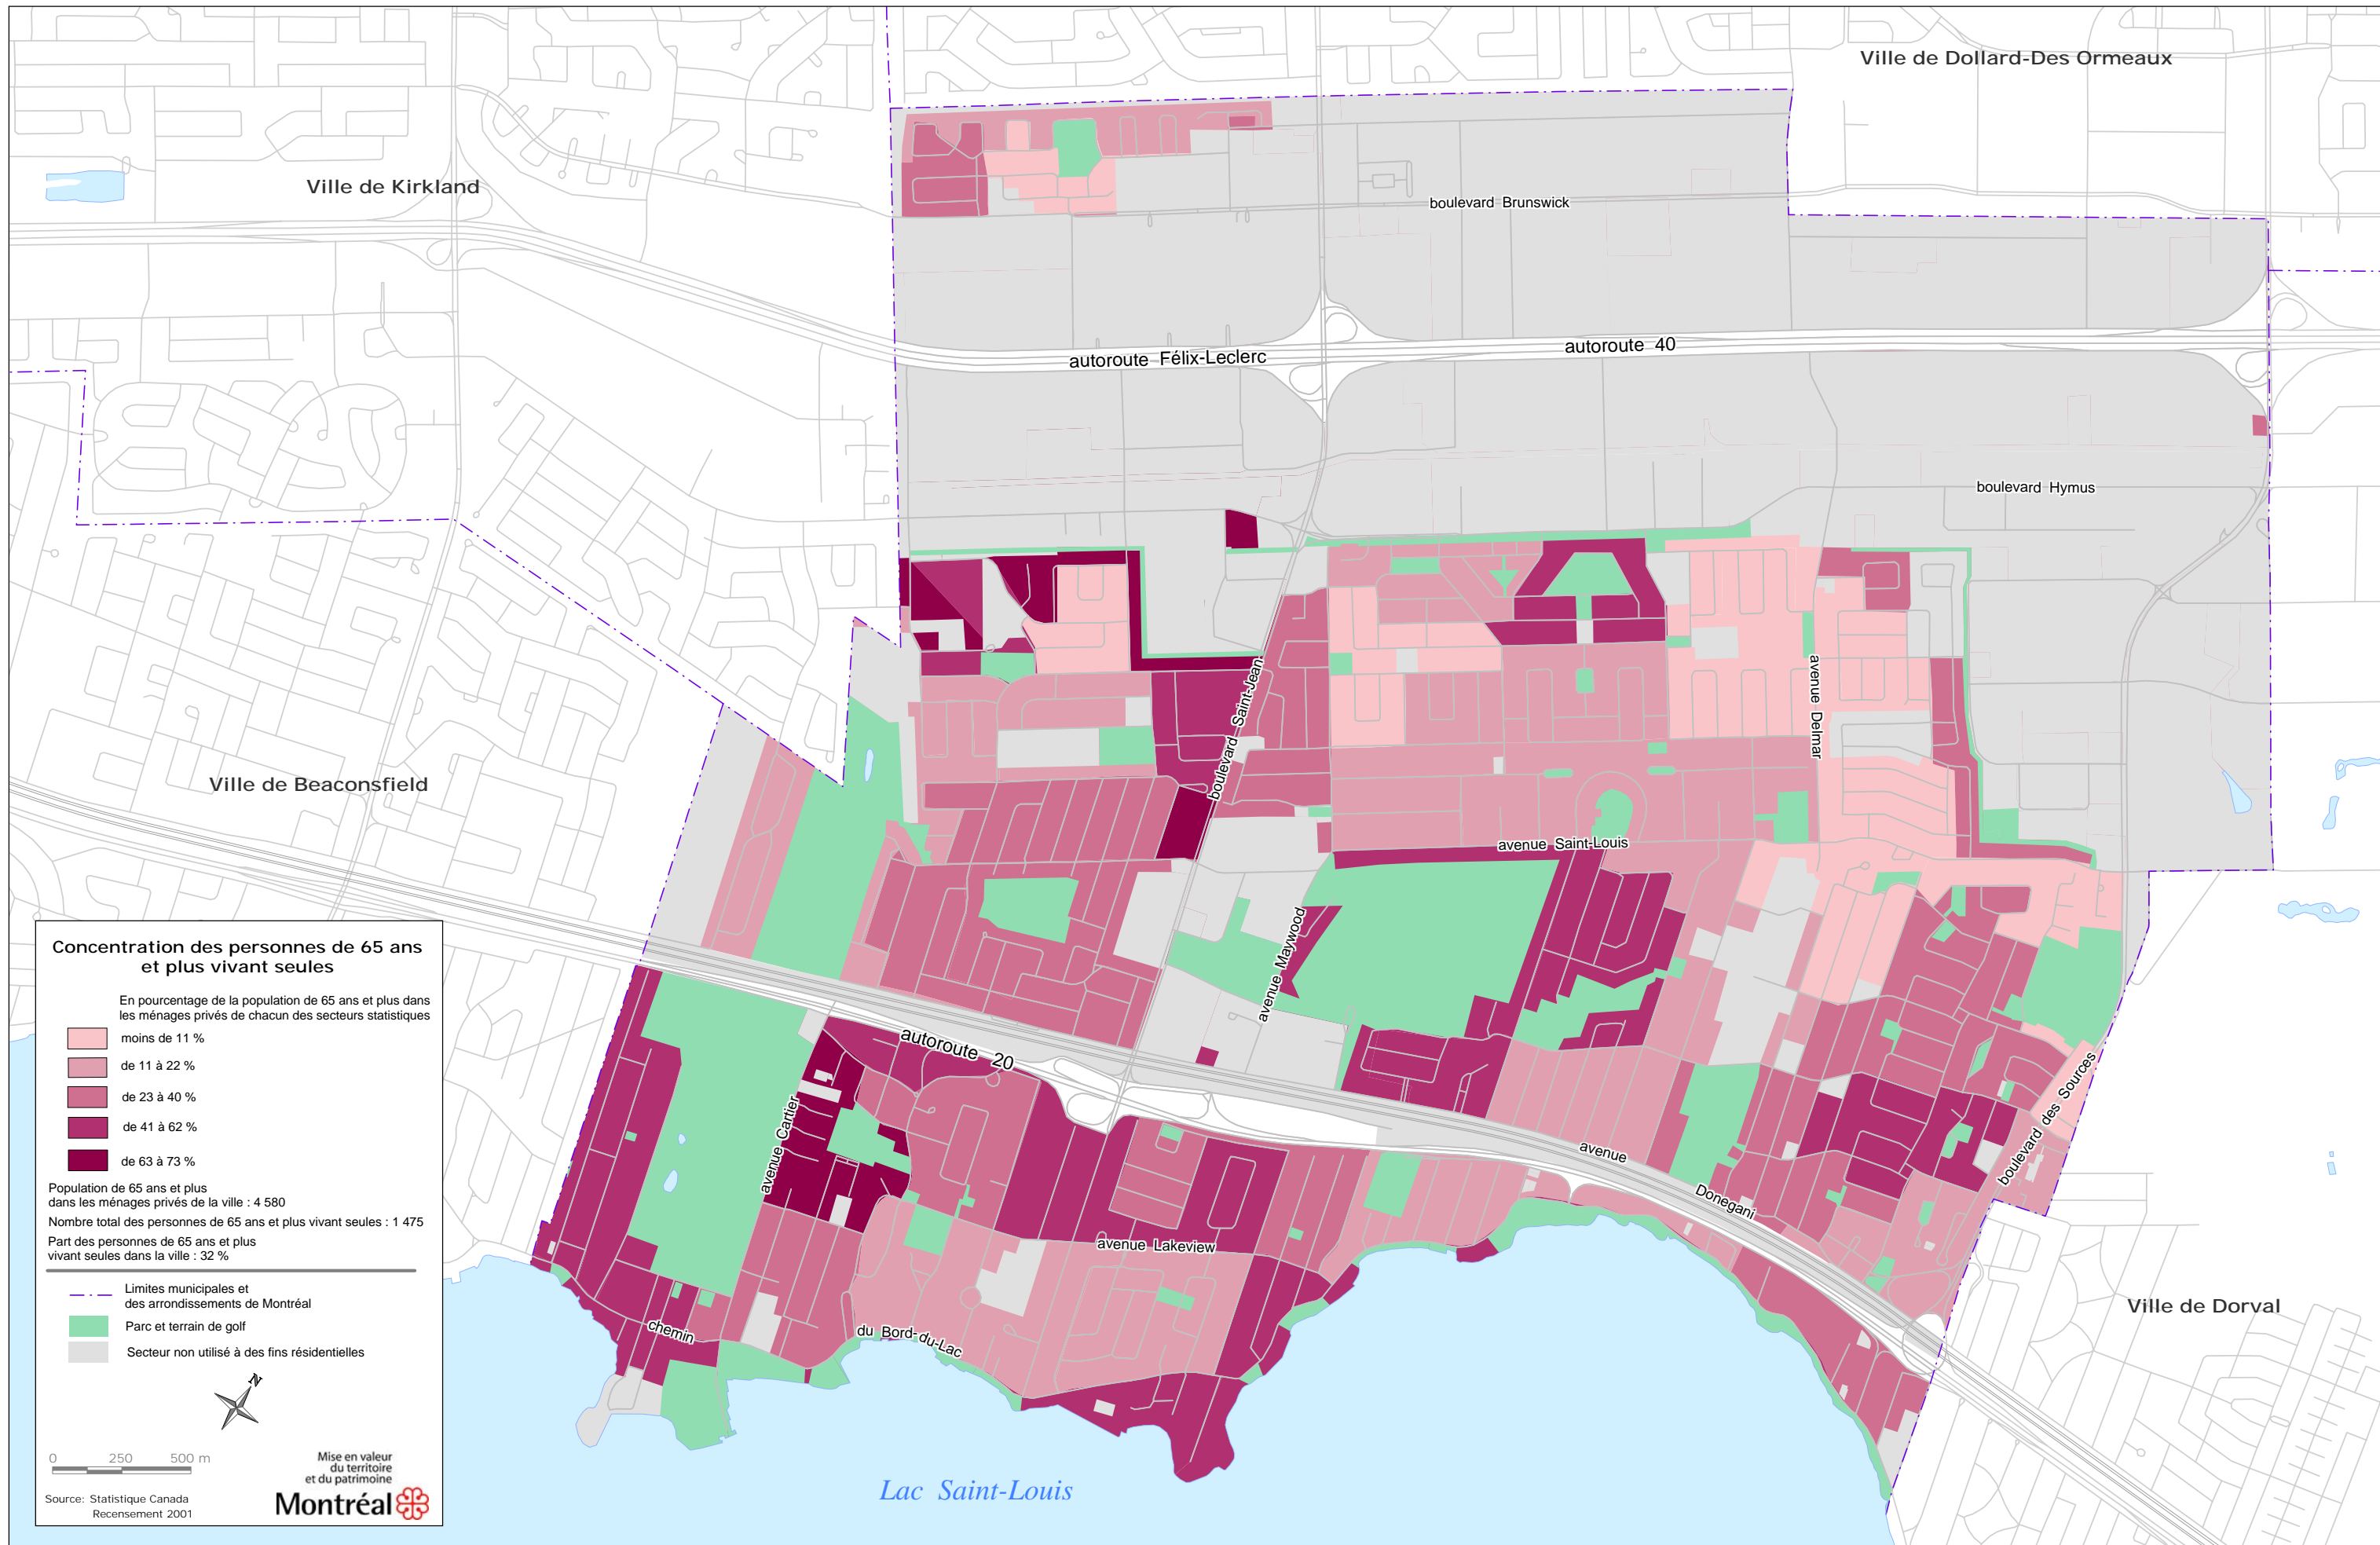 Ville de Dollard-Des Ormeaux
Ville de Kirkland
boulevard Brunswick
autoroute Félix-Leclerc
autoroute 40
boulevard Hymus
boulevard Saint-Jean
avenue Delmar
Ville de Beaconsfield
avenue Saint-Louis
avenue Maywood
autoroute 20
avenue Cartier
boulevard des Sources
avenue
Donegani
avenue Lakeview
chemin
du Bord-du-Lac
Ville de Dorval
Lac Saint-Louis
Concentration des personnes de 65 ans
et plus vivant seules
En pourcentage de la population de 65 ans et plus dans
les ménages privés de chacun des secteurs statistiques
moins de 11 %
de 11 à 22 %
de 23 à 40 %
de 41 à 62 %
de 63 à 73 %
Population de 65 ans et plus
dans les ménages privés de la ville : 4 580
Nombre total des personnes de 65 ans et plus vivant seules : 1 475
Part des personnes de 65 ans et plus
vivant seules dans la ville : 32 %
Limites municipales et
des arrondissements de Montréal
Parc et terrain de golf
Secteur non utilisé à des fins résidentielles
N
0 250 500 m
Mise en valeur
du territoire
et du patrimoine
Montréal
Source: Statistique Canada
Recensement 2001